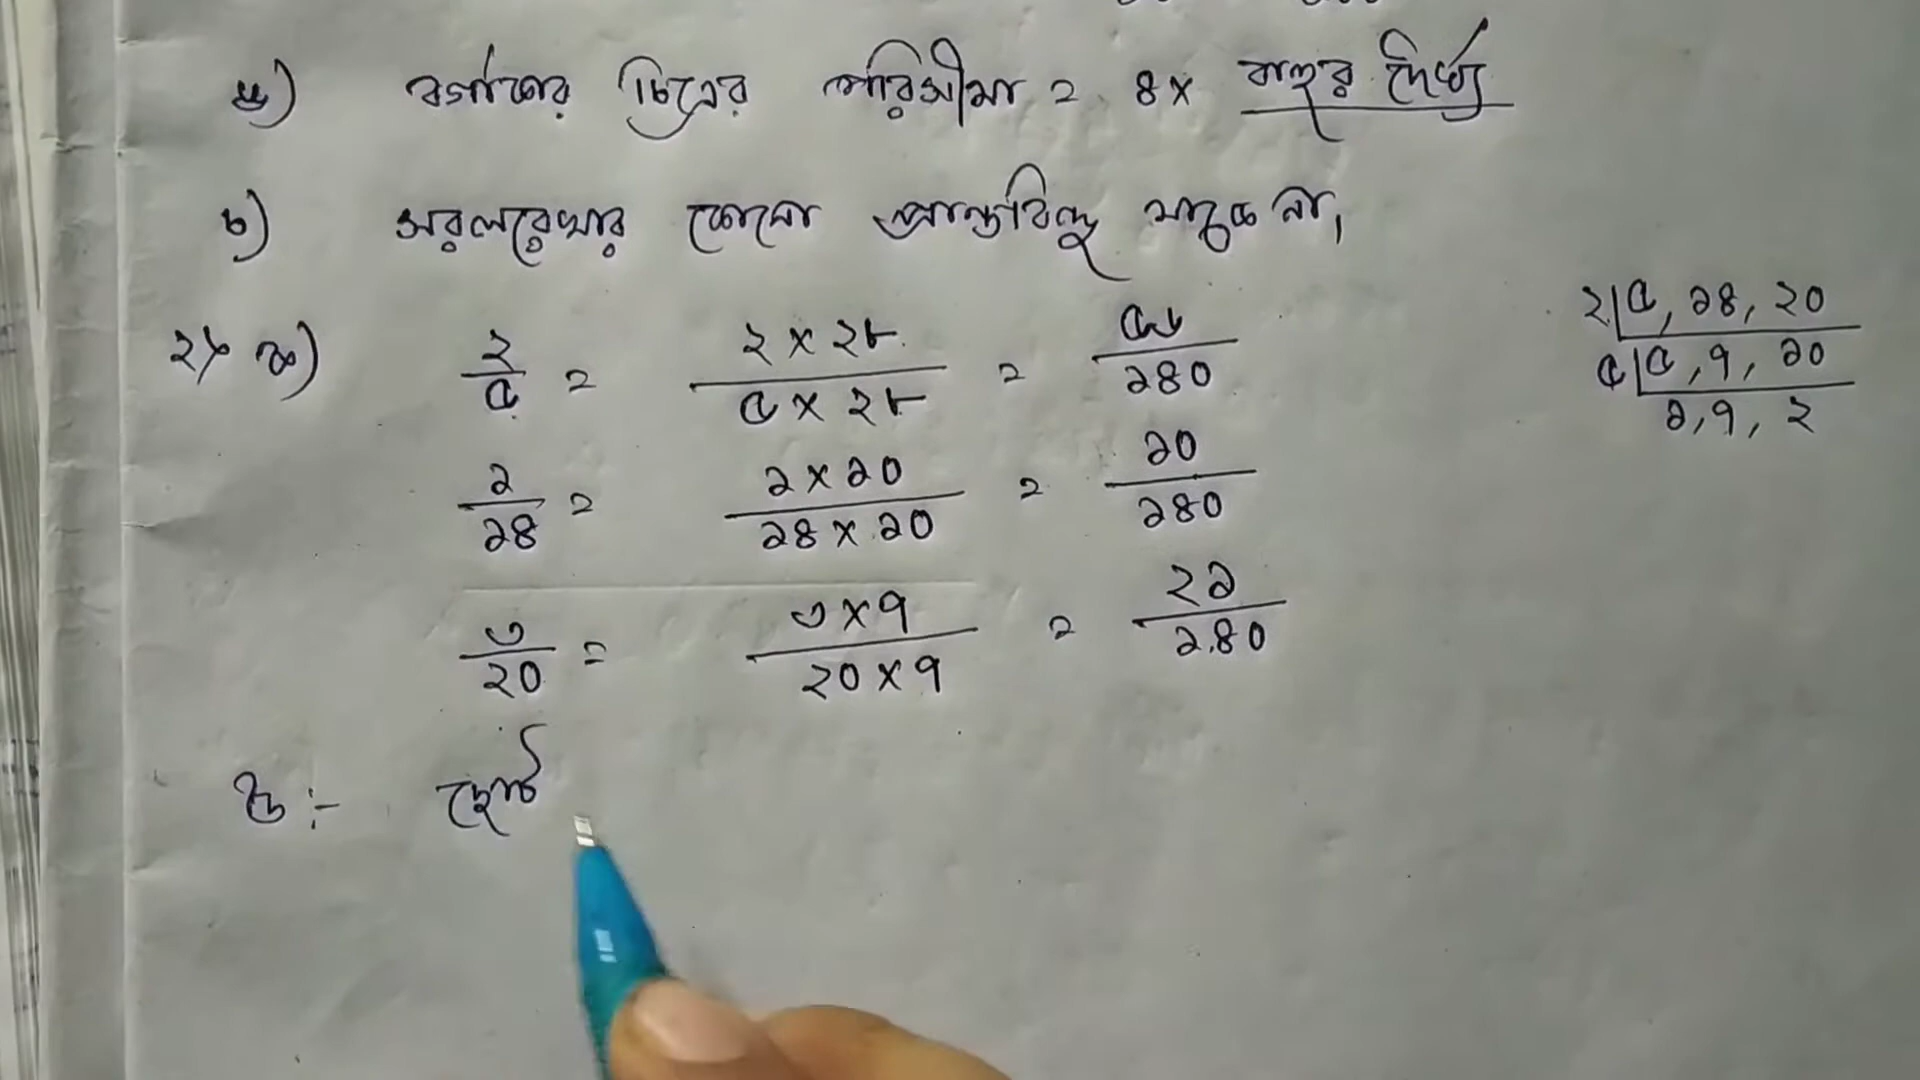 ঙ) বর্গাকার চিত্রের পরিসীমা = ৪ × বাহুর দৈর্ঘ্য
চ) সরলরেখার কোনো প্রান্তবিন্দু থাকে না,
২) ক) ২/৫ = ২ × ২৮ / ৫ × ২৮ = ৫৬/১৪০
১/১৪ = ১ × ১০ / ১৪ × ১০ = ১০/১৪০
৩/২০ = ৩ × ৭ / ২০ × ৭ = ২১/১৪০
উ :- ছোট
২ | ৫, ১৪, ২০
৫ | ৫, ৭, ১০
১, ৭, ২